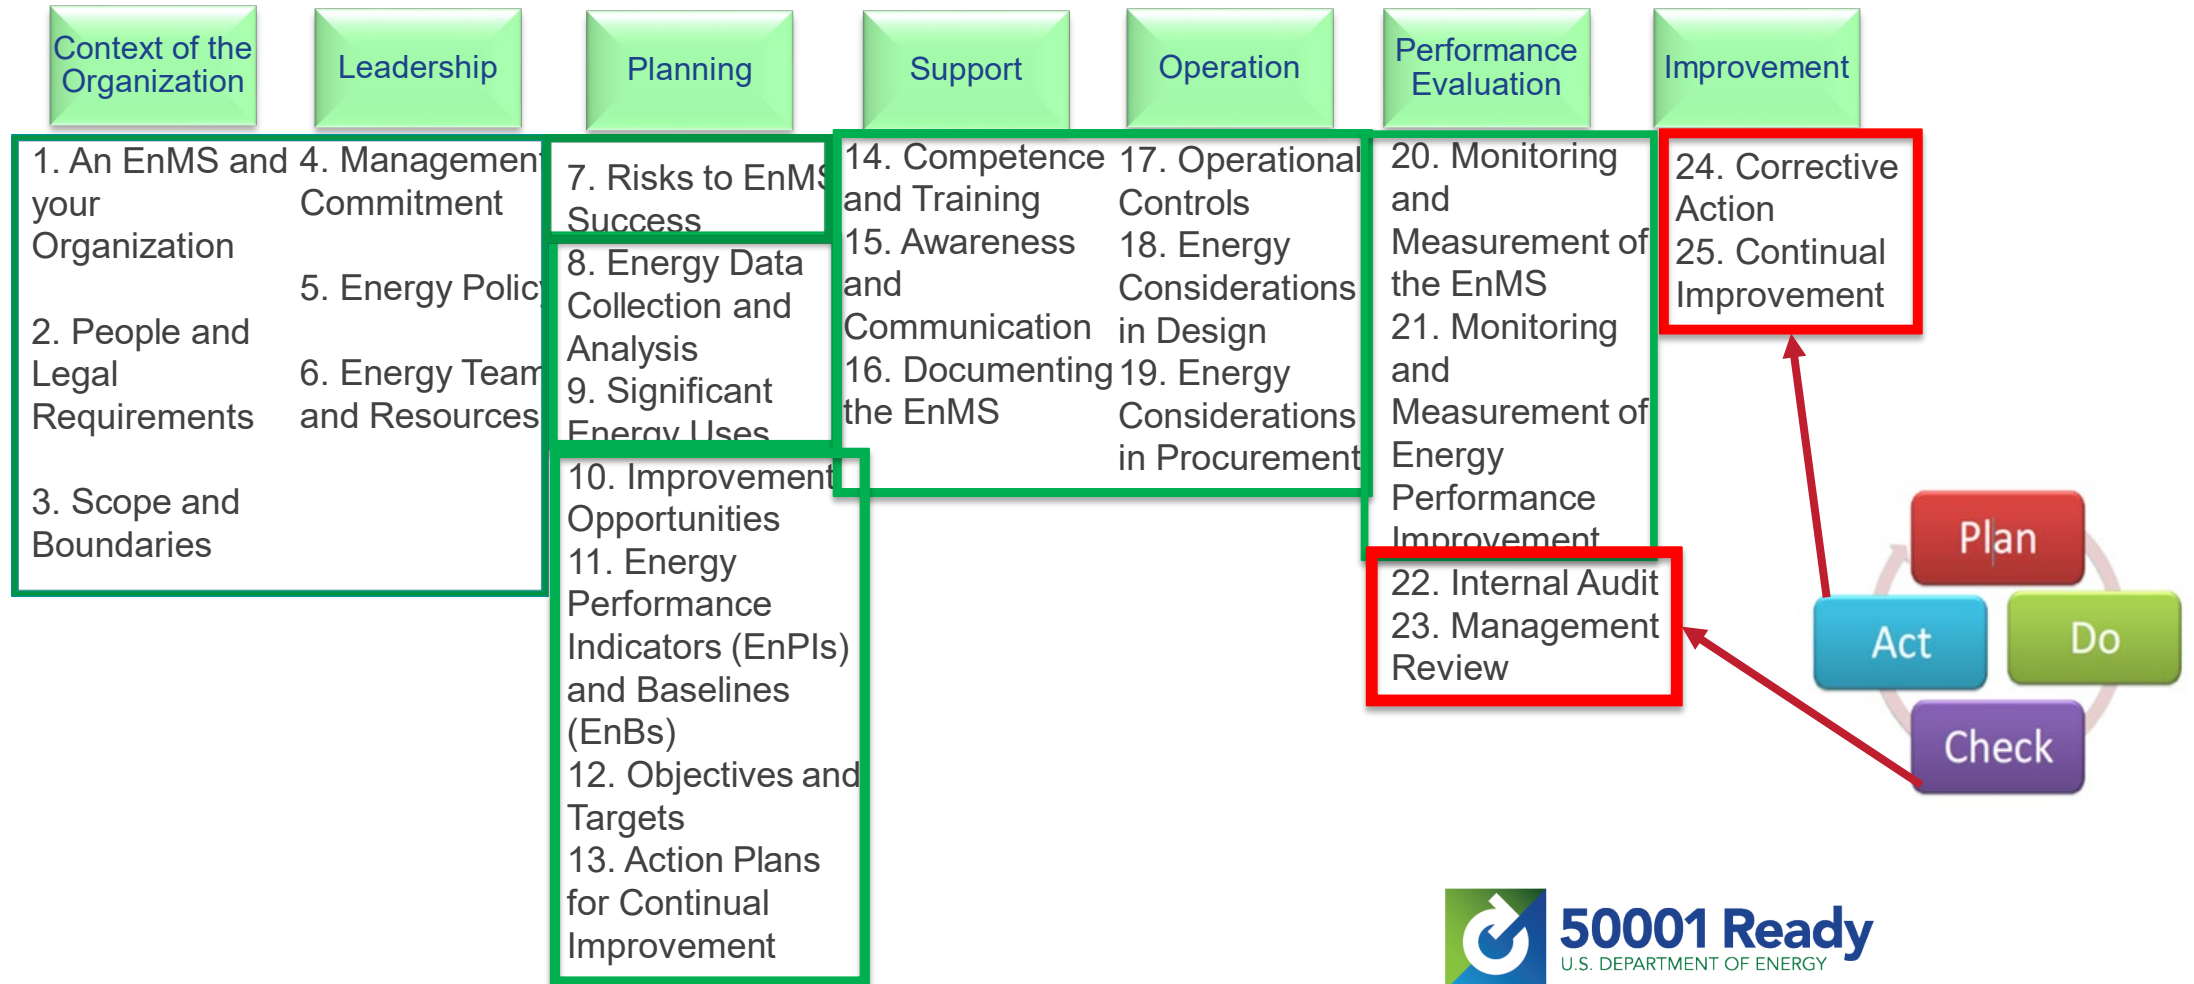 Context of the
Organization
Leadership
Planning
Support
Operation
Performance
Evaluation
Improvement
1. An EnMS and
your
Organization
2. People and
Legal
Requirements
3. Scope and
Boundaries
4. Management
Commitment
5. Energy Policy
6. Energy Team
and Resources
7. Risks to EnMS
Success
8. Energy Data
Collection and
Analysis
9. Significant
Energy Uses
10. Improvement
Opportunities
11. Energy
Performance
Indicators (EnPIs)
and Baselines
(EnBs)
12. Objectives and
Targets
13. Action Plans
for Continual
Improvement
14. Competence
and Training
15. Awareness
and
Communication
16. Documenting
the EnMS
17. Operational
Controls
18. Energy
Considerations
in Design
19. Energy
Considerations
in Procurement
20. Monitoring
and
Measurement of
the EnMS
21. Monitoring
and
Measurement of
Energy
Performance
Improvement
22. Internal Audit
23. Management
Review
24. Corrective
Action
25. Continual
Improvement
Plan
Do
Check
Act
50001 Ready
U.S. DEPARTMENT OF ENERGY